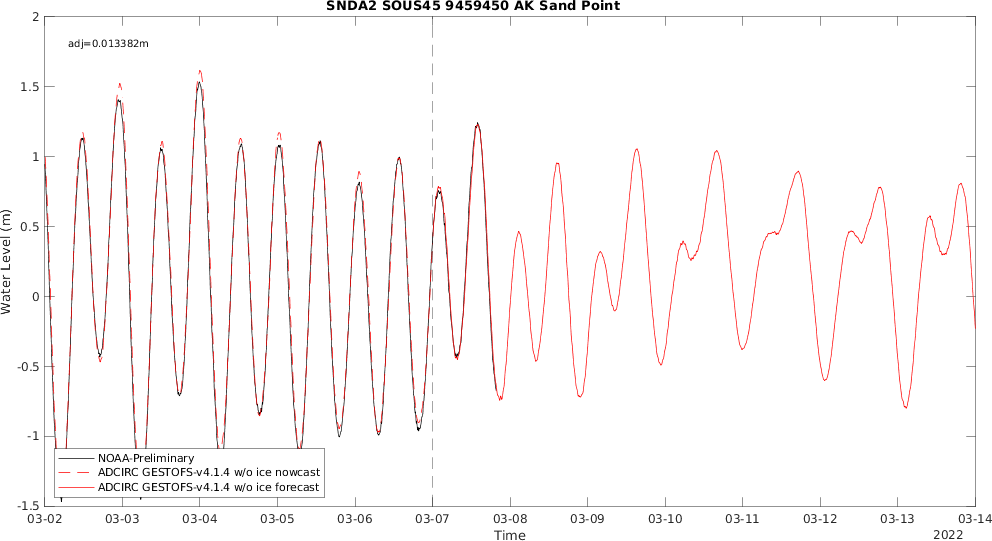 SNDA2 SOUS45 9459450 AK Sand Point
adj=0.013382m
2
1.5
1
0.5
0
-0.5
-1
-1.5
Water Level (m)
NOAA-Preliminary
ADCIRC GESTOFS-v4.1.4 w/o ice nowcast
ADCIRC GESTOFS-v4.1.4 w/o ice forecast
03-02 03-03 03-04 03-05 03-06 03-07 03-08 03-09 03-10 03-11 03-12 03-13 03-14
Time
2022